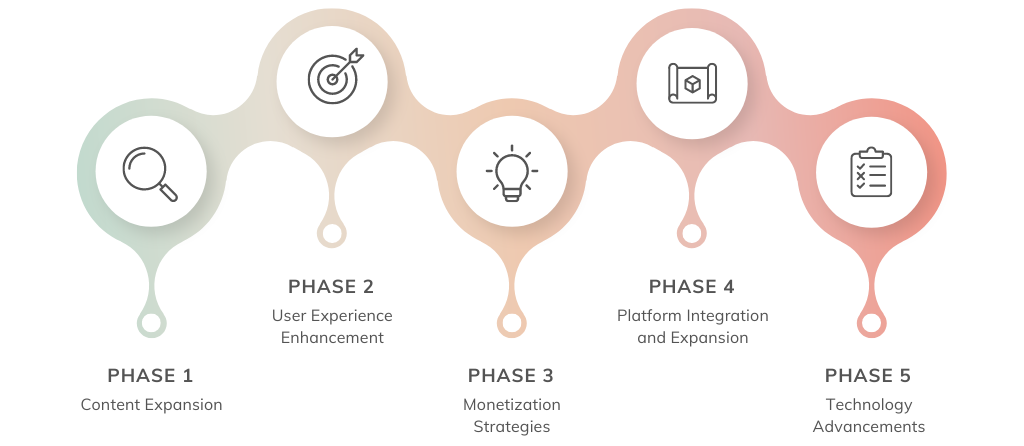 PHASE 1
Content Expansion
PHASE 2
User Experience
Enhancement
PHASE 3
Monetization
Strategies
PHASE 4
Platform Integration
and Expansion
PHASE 5
Technology
Advancements